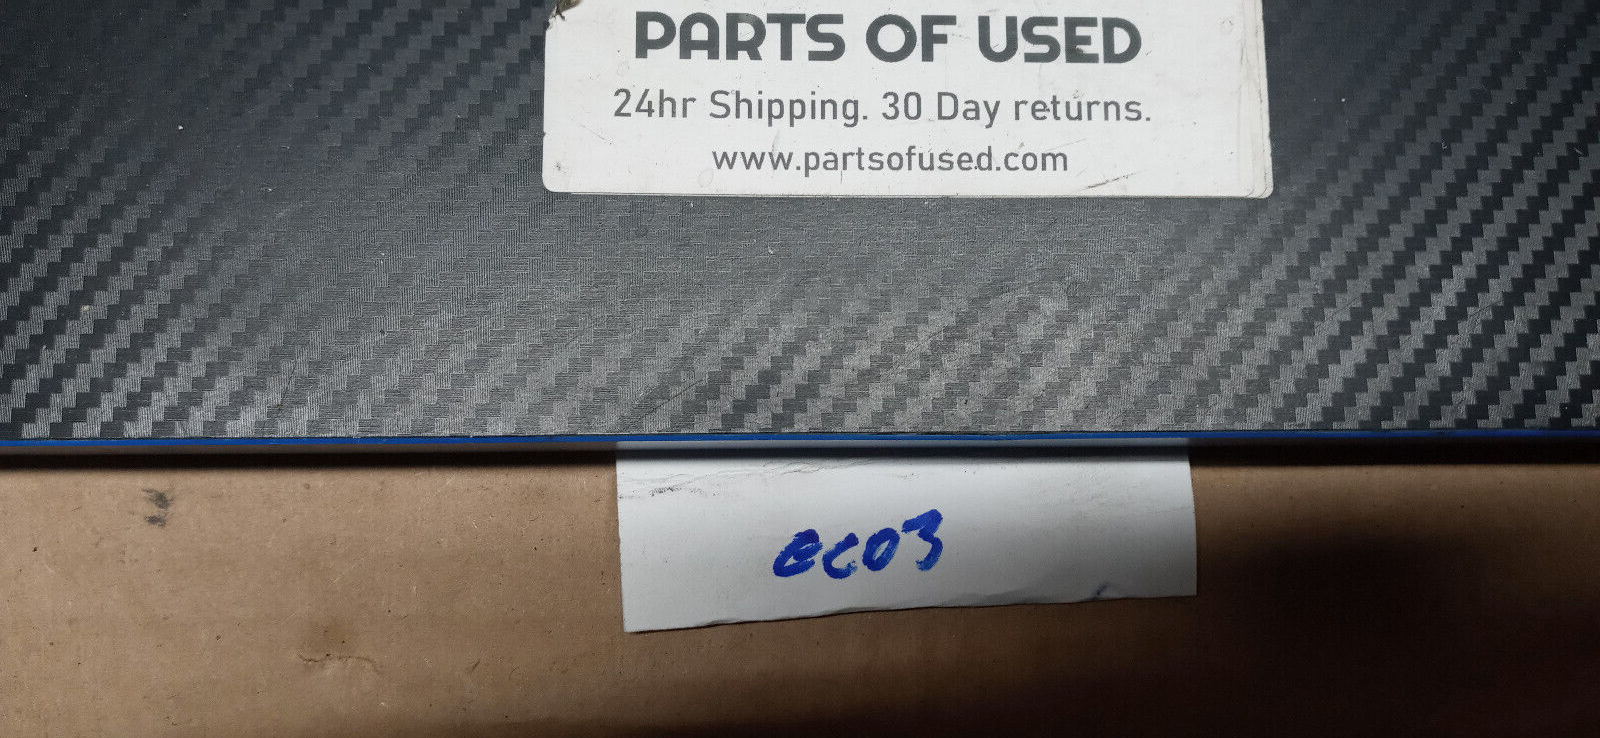 PARTS OF USED
24hr Shipping. 30 Day returns.
www.partsofused.com
ec03